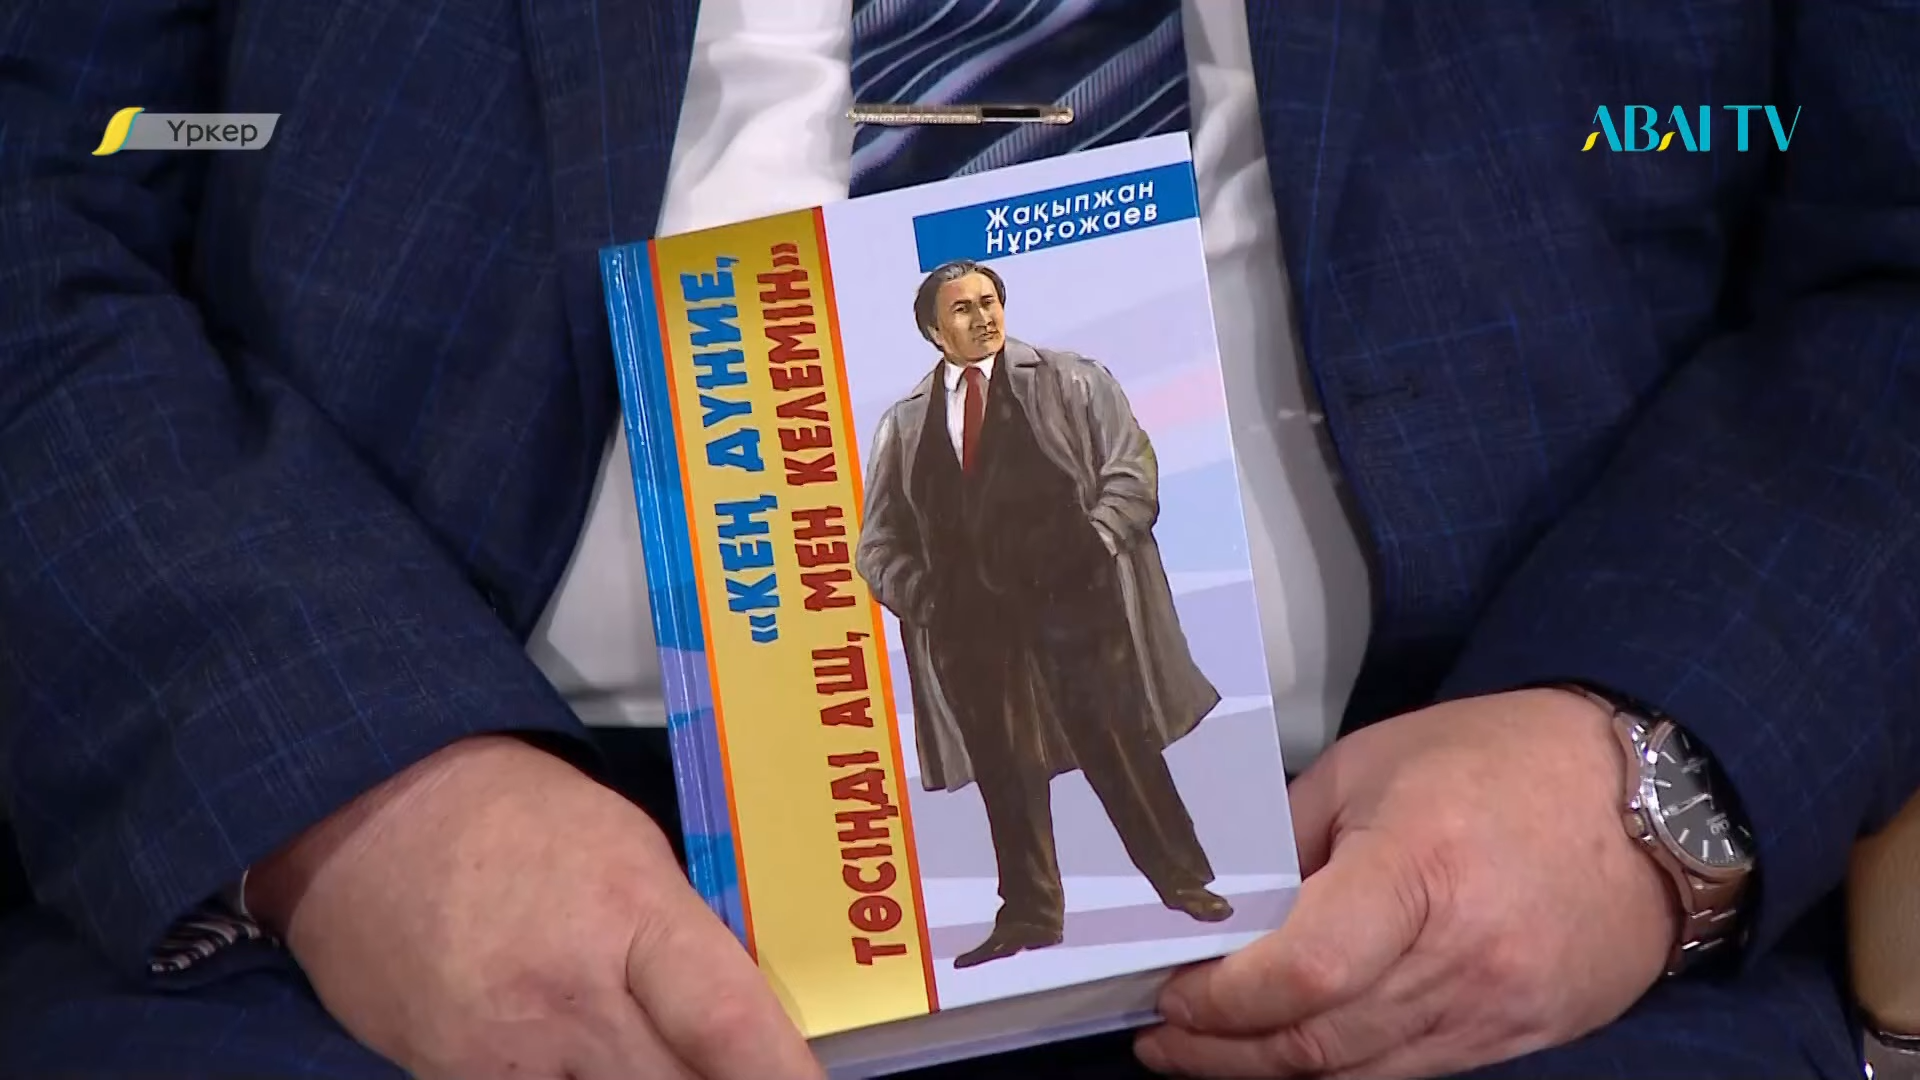 Үркер
ABAI TV
Жақыпжан
Нұрғожаев
«КЕҢ ДҮНИЕ,
ТӨСІҢДІ АШ, МЕН КЕЛЕМІН»